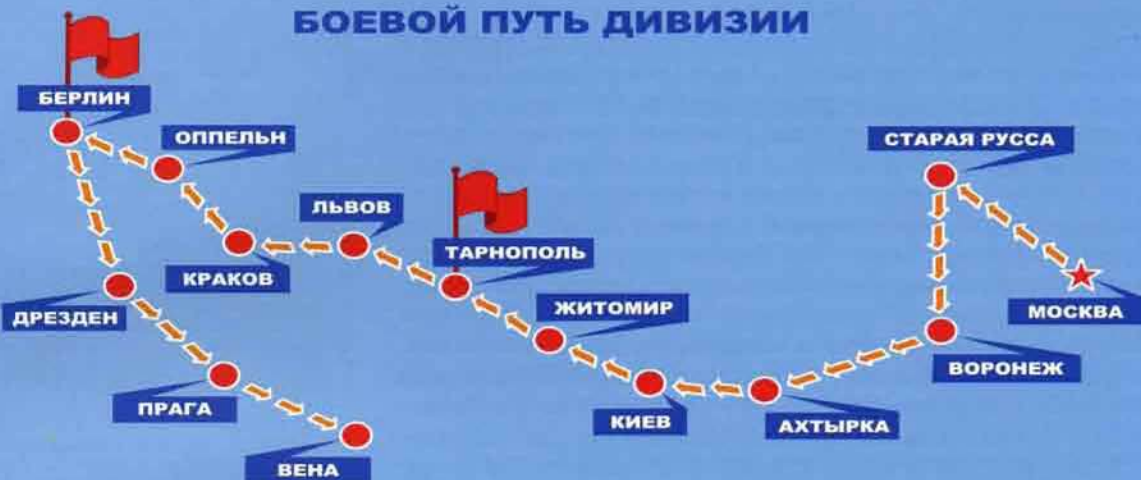 БОЕВОЙ ПУТЬ ДИВИЗИИ
БЕРЛИН
ОППЕЛЬН
СТАРАЯ РУССА
ЛЬВОВ
ТАРНОПОЛЬ
КРАКОВ
ЖИТОМИР
МОСКВА
ДРЕЗДЕН
ВОРОНЕЖ
ПРАГА
КИЕВ
АХТЫРКА
ВЕНА